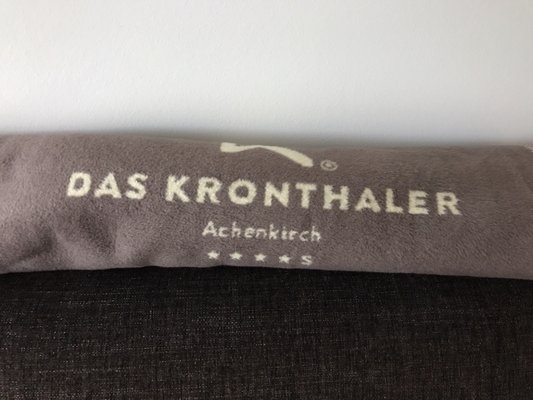 DAS KRONTHALER
Achenkirch
★★★★S